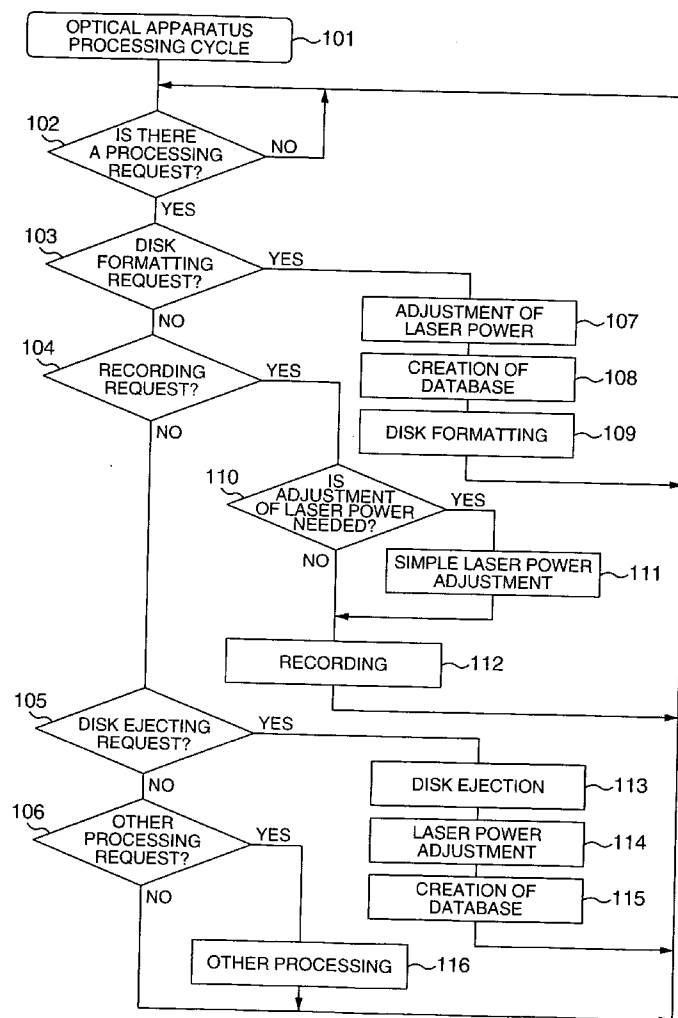 OPTICAL APPARATUS
PROCESSING CYCLE
101
102
IS THERE
A PROCESSING
REQUEST?
NO
YES
103
DISK
FORMATTING
REQUEST?
YES
NO
ADJUSTMENT OF
LASER POWER
107
104
RECORDING
REQUEST?
YES
NO
CREATION OF
DATABASE
108
DISK FORMATTING
109
110
IS
ADJUSTMENT
OF LASER POWER
NEEDED?
YES
NO
SIMPLE LASER POWER
ADJUSTMENT
111
RECORDING
112
105
DISK EJECTING
REQUEST?
YES
NO
DISK EJECTION
113
106
OTHER
PROCESSING
REQUEST?
YES
NO
LASER POWER
ADJUSTMENT
114
CREATION OF
DATABASE
115
OTHER PROCESSING
116